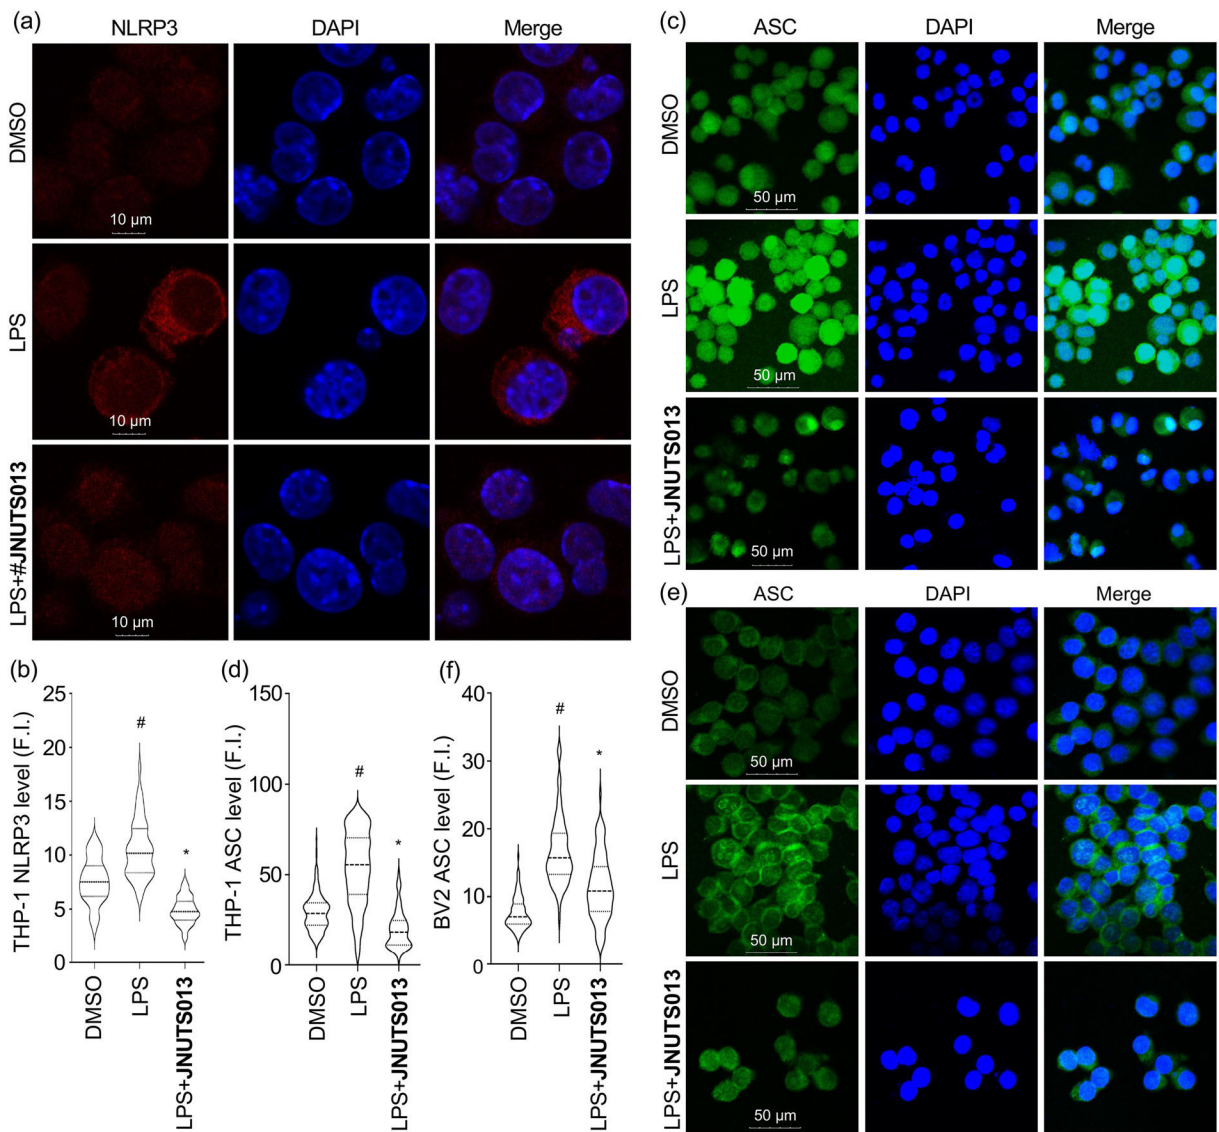 (a)
NLRP3 DAPI Merge
DMSO
10 µm
LPS
10 µm
LPS+#JNUTS013
10 µm
(b)
THP-1 NLRP3 level (F.I.)
25
20
15
10
5
0
#
*
DMSO
LPS
LPS+JNUTS013
(d)
THP-1 ASC level (F.I.)
150
100
50
0
#
*
DMSO
LPS
LPS+JNUTS013
(f)
BV2 ASC level (F.I.)
40
30
20
10
0
#
*
DMSO
LPS
LPS+JNUTS013
(c)
ASC DAPI Merge
DMSO
50 µm
LPS
50 µm
LPS+JNUTS013
50 µm
(e)
ASC DAPI Merge
DMSO
50 µm
LPS
50 µm
LPS+JNUTS013
50 µm